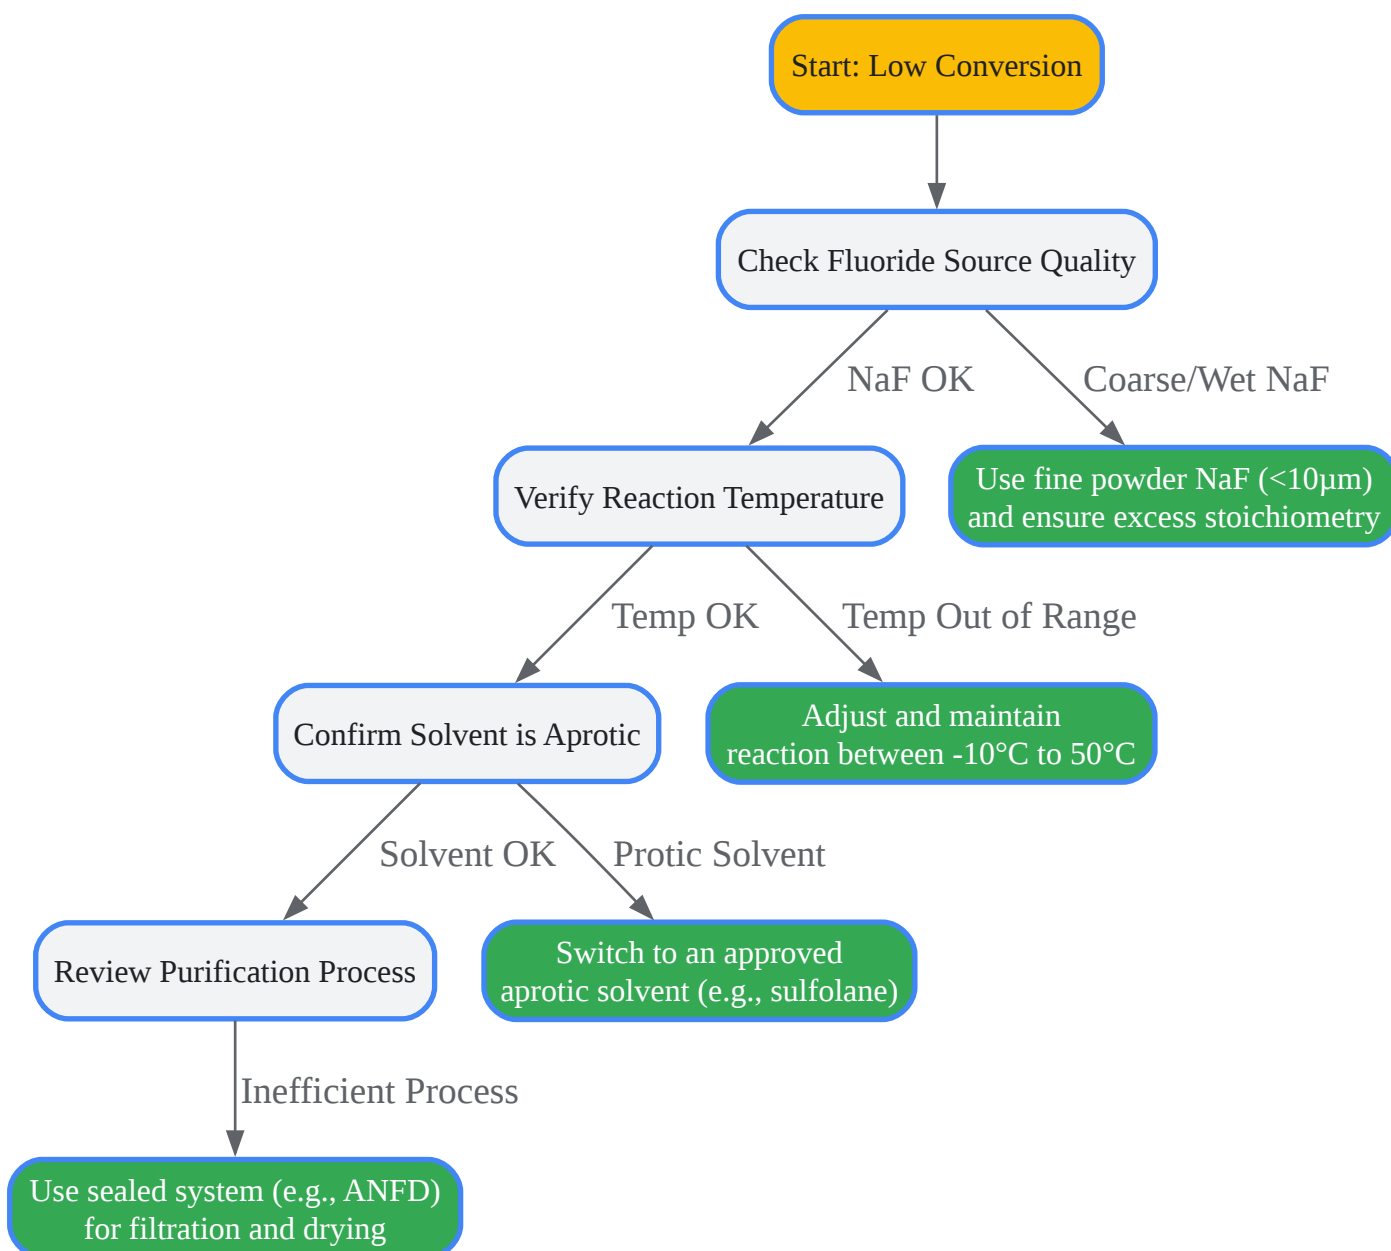 Start: Low Conversion
Check Fluoride Source Quality
NaF OK
Coarse/Wet NaF
Verify Reaction Temperature
Use fine powder NaF (<10µm)
and ensure excess stoichiometry
Temp OK
Temp Out of Range
Confirm Solvent is Aprotic
Adjust and maintain
reaction between -10°C to 50°C
Solvent OK
Protic Solvent
Review Purification Process
Switch to an approved
aprotic solvent (e.g., sulfolane)
Inefficient Process
Use sealed system (e.g., ANFD)
for filtration and drying